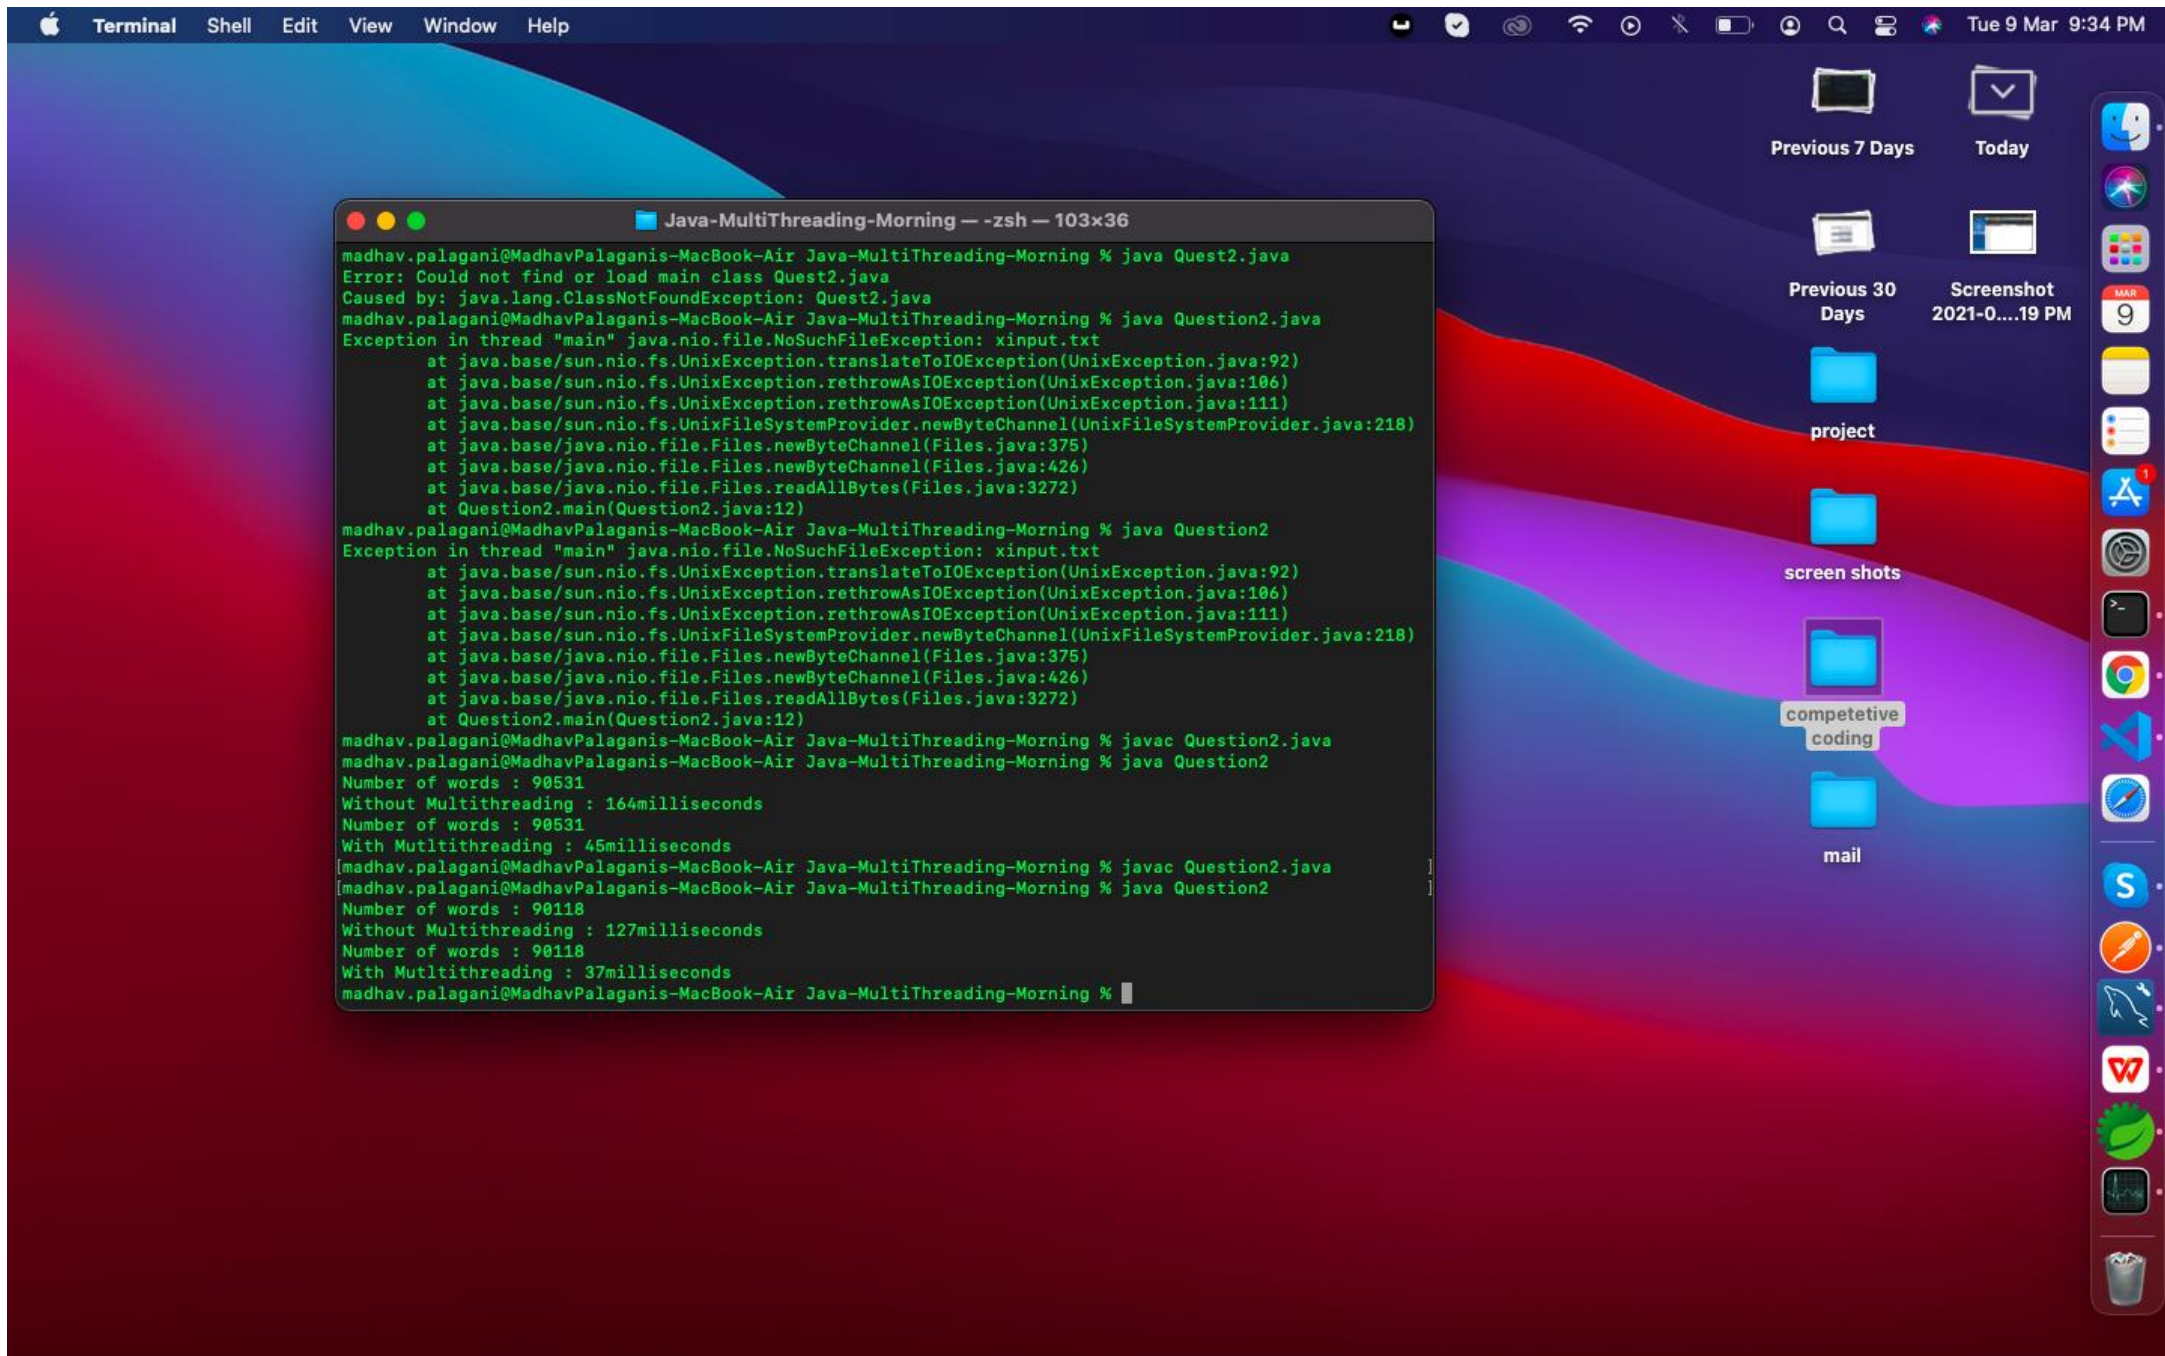 Terminal Shell Edit View Window Help Tue 9 Mar 9:34 PM
Previous 7 Days
Today
Previous 30
Days
Screenshot
2021-0....19 PM
project
screen shots
competetive
coding
mail
Java-MultiThreading-Morning — -zsh — 103×36
madhav.palagani@MadhavPalaganis-MacBook-Air Java-MultiThreading-Morning % java Quest2.java
Error: Could not find or load main class Quest2.java
Caused by: java.lang.ClassNotFoundException: Quest2.java
madhav.palagani@MadhavPalaganis-MacBook-Air Java-MultiThreading-Morning % java Question2.java
Exception in thread "main" java.nio.file.NoSuchFileException: xinput.txt
at java.base/sun.nio.fs.UnixException.translateToIOException(UnixException.java:92)
at java.base/sun.nio.fs.UnixException.rethrowAsIOException(UnixException.java:106)
at java.base/sun.nio.fs.UnixException.rethrowAsIOException(UnixException.java:111)
at java.base/sun.nio.fs.UnixFileSystemProvider.newByteChannel(UnixFileSystemProvider.java:218)
at java.base/java.nio.file.Files.newByteChannel(Files.java:375)
at java.base/java.nio.file.Files.newByteChannel(Files.java:426)
at java.base/java.nio.file.Files.readAllBytes(Files.java:3272)
at Question2.main(Question2.java:12)
madhav.palagani@MadhavPalaganis-MacBook-Air Java-MultiThreading-Morning % java Question2
Exception in thread "main" java.nio.file.NoSuchFileException: xinput.txt
at java.base/sun.nio.fs.UnixException.translateToIOException(UnixException.java:92)
at java.base/sun.nio.fs.UnixException.rethrowAsIOException(UnixException.java:106)
at java.base/sun.nio.fs.UnixException.rethrowAsIOException(UnixException.java:111)
at java.base/sun.nio.fs.UnixFileSystemProvider.newByteChannel(UnixFileSystemProvider.java:218)
at java.base/java.nio.file.Files.newByteChannel(Files.java:375)
at java.base/java.nio.file.Files.newByteChannel(Files.java:426)
at java.base/java.nio.file.Files.readAllBytes(Files.java:3272)
at Question2.main(Question2.java:12)
madhav.palagani@MadhavPalaganis-MacBook-Air Java-MultiThreading-Morning % javac Question2.java
madhav.palagani@MadhavPalaganis-MacBook-Air Java-MultiThreading-Morning % java Question2
Number of words : 90531
Without Multithreading : 164milliseconds
Number of words : 90531
With Mutltithreading : 45milliseconds
[madhav.palagani@MadhavPalaganis-MacBook-Air Java-MultiThreading-Morning % javac Question2.java ]
[madhav.palagani@MadhavPalaganis-MacBook-Air Java-MultiThreading-Morning % java Question2 ]
Number of words : 90118
Without Multithreading : 127milliseconds
Number of words : 90118
With Mutltithreading : 37milliseconds
madhav.palagani@MadhavPalaganis-MacBook-Air Java-MultiThreading-Morning %
MAR
9
1